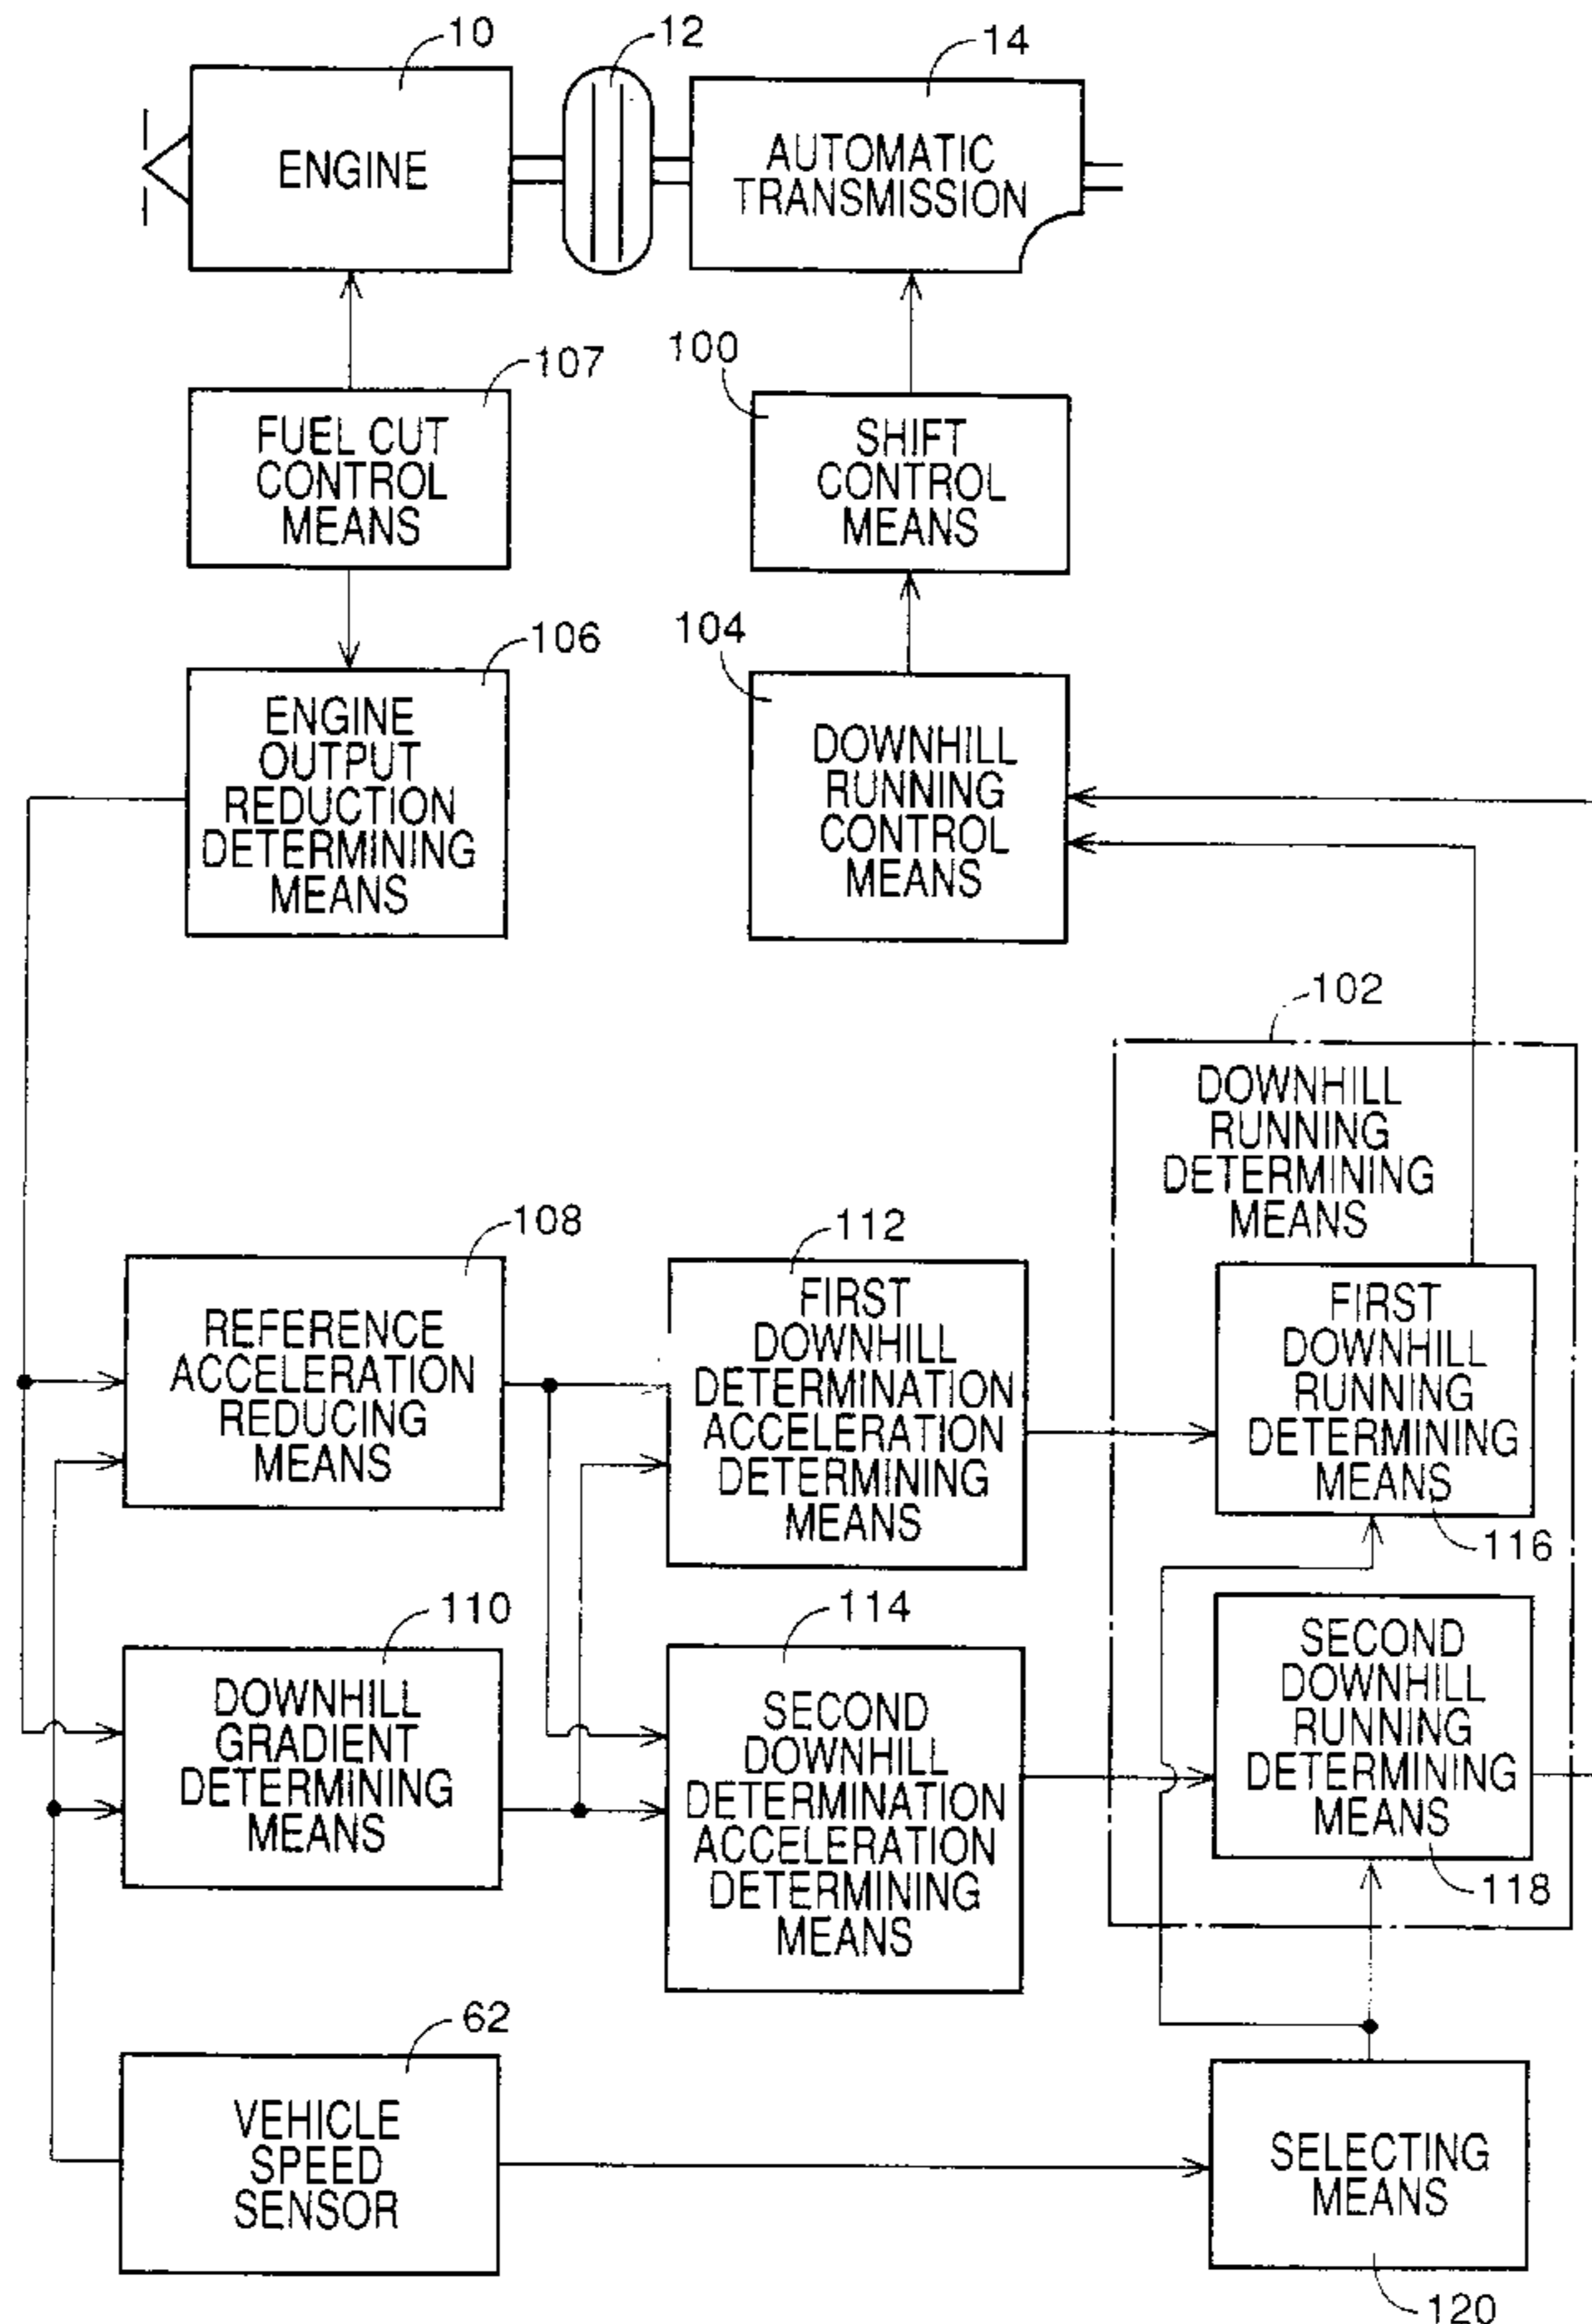 10
12
14
ENGINE
AUTOMATIC
TRANSMISSION
107
100
FUEL CUT
CONTROL
MEANS
SHIFT
CONTROL
MEANS
106
104
ENGINE
OUTPUT
REDUCTION
DETERMINING
MEANS
DOWNHILL
RUNNING
CONTROL
MEANS
102
DOWNHILL
RUNNING
DETERMINING
MEANS
108
REFERENCE
ACCELERATION
REDUCING
MEANS
112
FIRST
DOWNHILL
DETERMINATION
ACCELERATION
DETERMINING
MEANS
FIRST
DOWNHILL
RUNNING
DETERMINING
MEANS
116
110
DOWNHILL
GRADIENT
DETERMINING
MEANS
114
SECOND
DOWNHILL
DETERMINATION
ACCELERATION
DETERMINING
MEANS
SECOND
DOWNHILL
RUNNING
DETERMINING
MEANS
118
62
VEHICLE
SPEED
SENSOR
SELECTING
MEANS
120